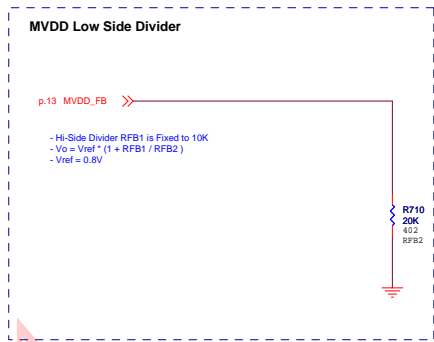 MVDD Low Side Divider
p.13 MVDD_FB
- Hi-Side Divider RFB1 is Fixed to 10K
- Vo = Vref * (1 + RFB1 / RFB2 )
- Vref = 0.8V
R710
20K
402
RFB2